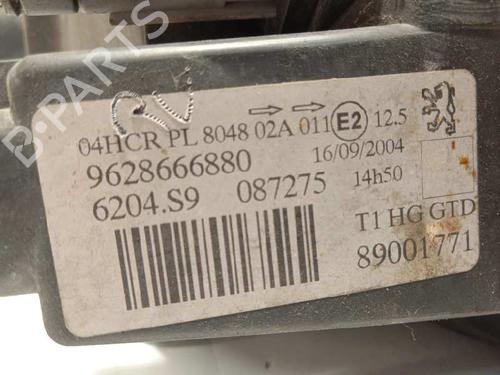 04HCR PL 8048 02A 011 E2 12.5
9628666880 16/09/2004
6204.S9 087275 14h50
T1 HG GTD
89001771
B-PARTS